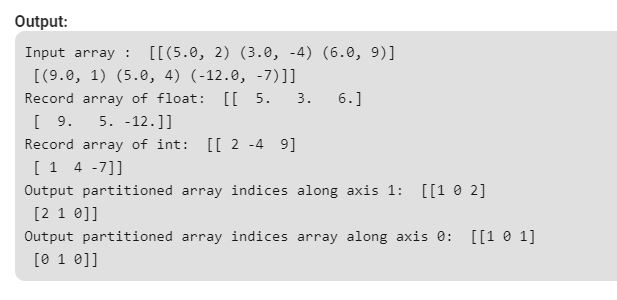 Output:
Input array :  [[(5.0, 2) (3.0, -4) (6.0, 9)]
 [(9.0, 1) (5.0, 4) (-12.0, -7)]]
Record array of float:  [[  5.   3.   6.]
 [  9.   5. -12.]]
Record array of int:  [[ 2 -4  9]
 [ 1  4 -7]]
Output partitioned array indices along axis 1:  [[1 0 2]
 [2 1 0]]
Output partitioned array indices array along axis 0:  [[1 0 1]
 [0 1 0]]